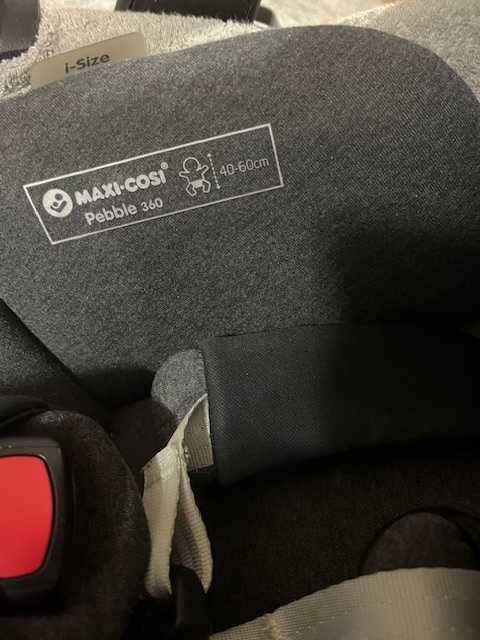 i-Size
MAXI-COSI®
Pebble 360
40-60cm